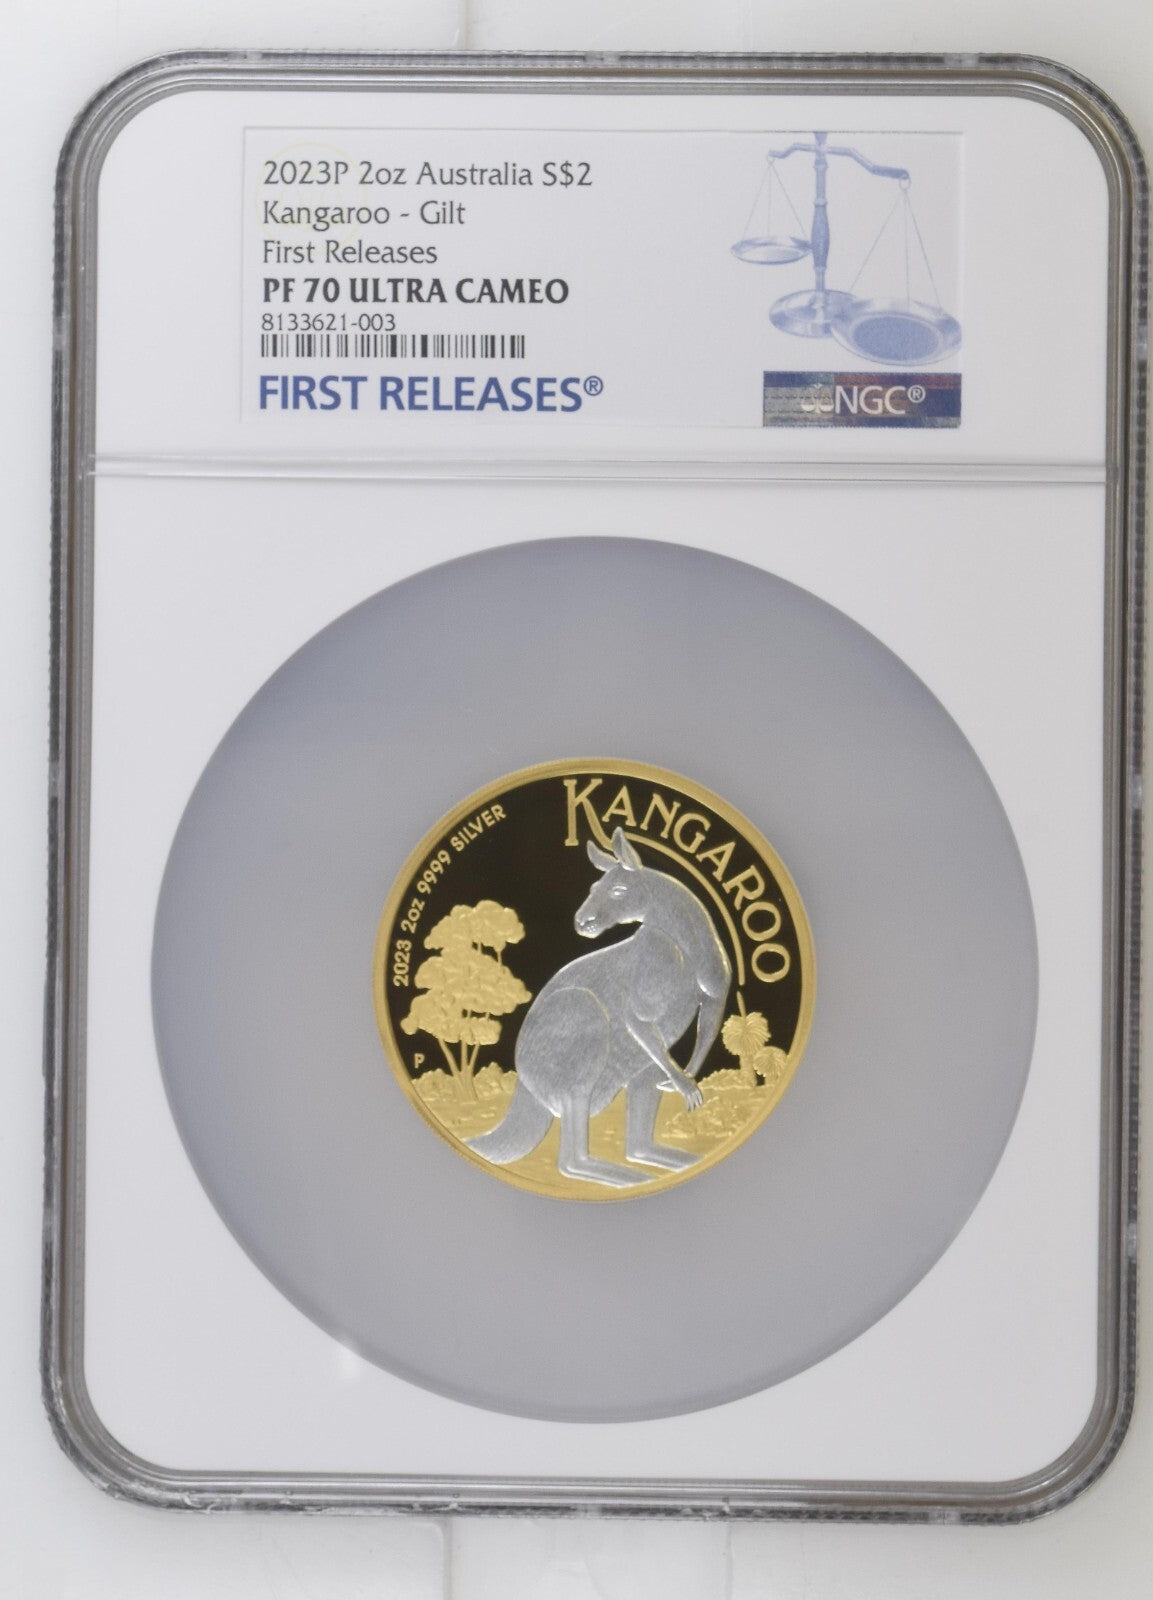 2023P 2oz Australia S$2
Kangaroo - Gilt
First Releases
PF 70 ULTRA CAMEO
8133621-003
FIRST RELEASES®
NGC®
2023 2oz 9999 SILVER
KANGAROO
P